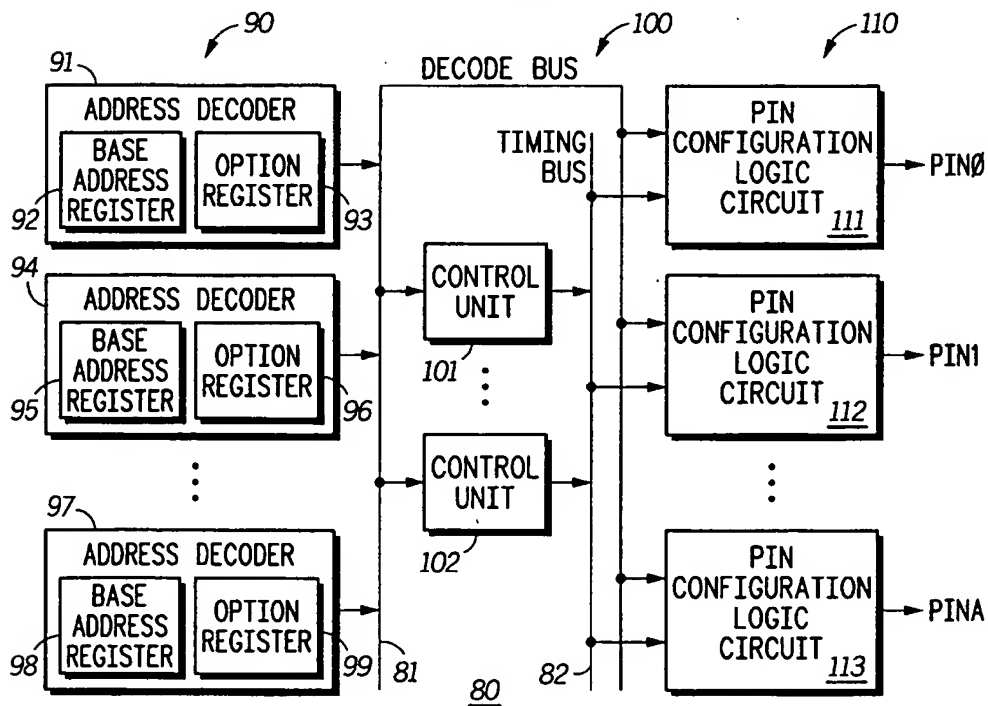 90
100
110
91
ADDRESS DECODER
BASE
ADDRESS
REGISTER
OPTION
REGISTER
92
93
94
ADDRESS DECODER
BASE
ADDRESS
REGISTER
OPTION
REGISTER
95
96
97
ADDRESS DECODER
BASE
ADDRESS
REGISTER
OPTION
REGISTER
98
99
DECODE BUS
TIMING
BUS
CONTROL
UNIT
101
CONTROL
UNIT
102
81
80
82
PIN
CONFIGURATION
LOGIC
CIRCUIT
111
PINØ
PIN
CONFIGURATION
LOGIC
CIRCUIT
112
PIN1
PIN
CONFIGURATION
LOGIC
CIRCUIT
113
PINA